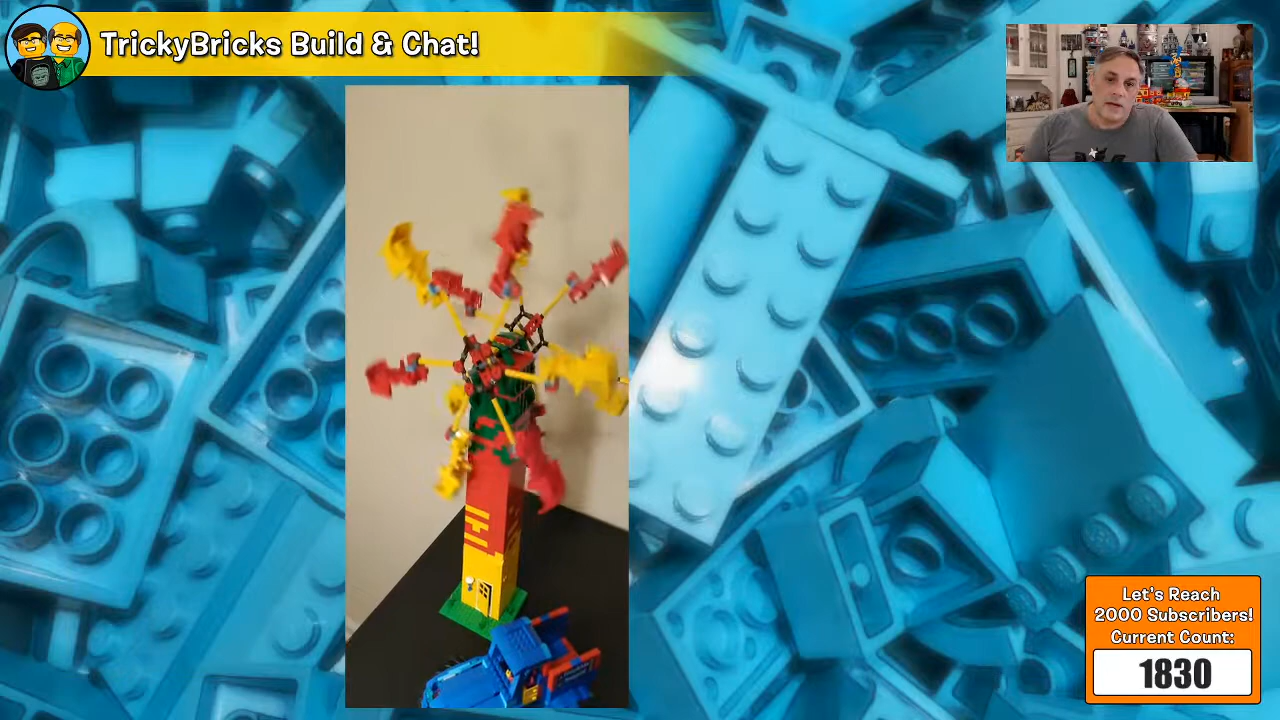 TrickyBricks Build & Chat!
Let's Reach
2000 Subscribers!
Current Count:
1830